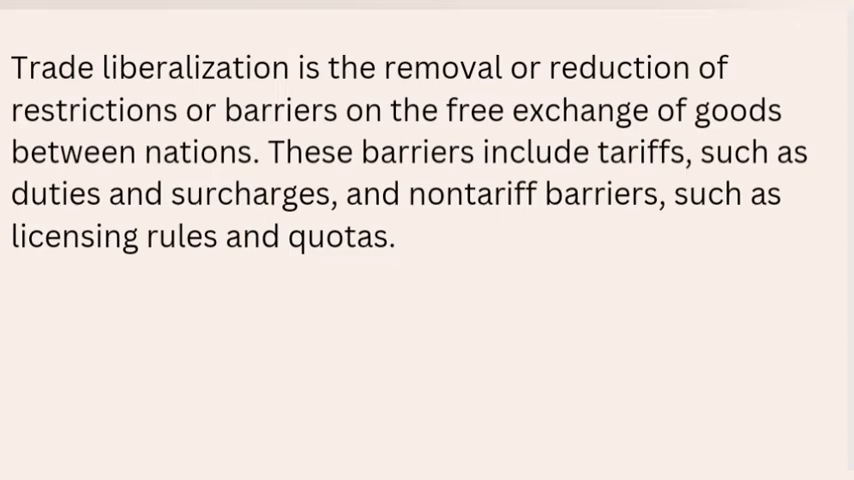 Trade liberalization is the removal or reduction of
restrictions or barriers on the free exchange of goods
between nations. These barriers include tariffs, such as
duties and surcharges, and nontariff barriers, such as
licensing rules and quotas.